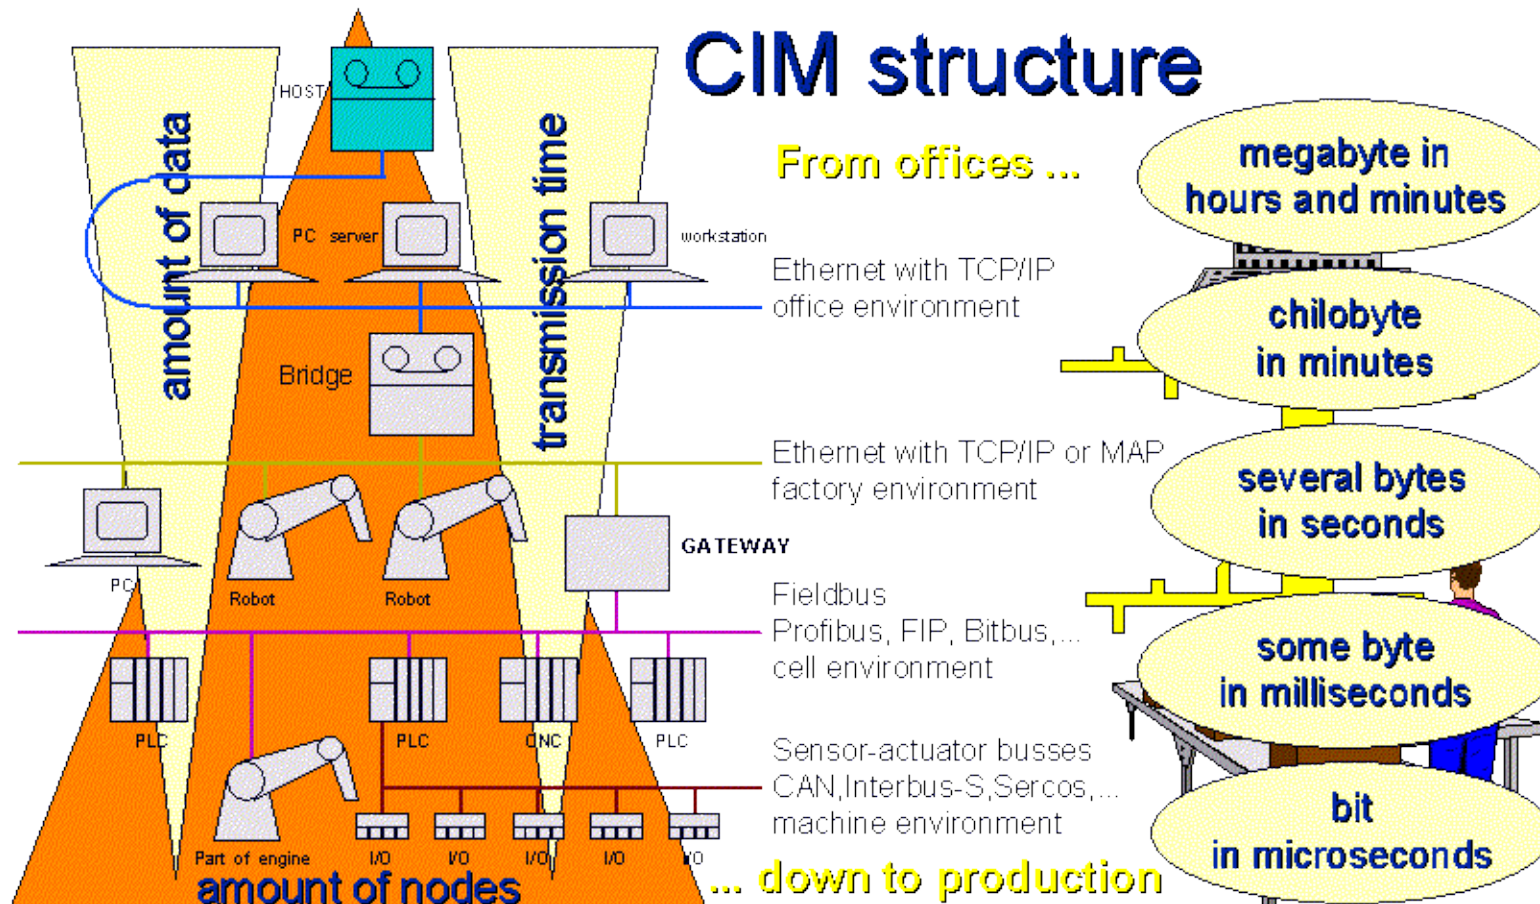 CIM structure
HOST
amount of data
transmission time
From offices ...
megabyte in
hours and minutes
PC server
workstation
Ethernet with TCP/IP
office environment
chilobyte
in minutes
Bridge
Ethernet with TCP/IP or MAP
factory environment
several bytes
in seconds
PC
Robot
Robot
GATEWAY
Fieldbus
Profibus, FIP, Bitbus,...
cell environment
some byte
in milliseconds
PLC
PLC
CNC
PLC
Sensor-actuator busses
CAN,Interbus-S,Sercos,...
machine environment
bit
in microseconds
Part of engine
I/O
I/O
I/O
I/O
I/O
amount of nodes
... down to production